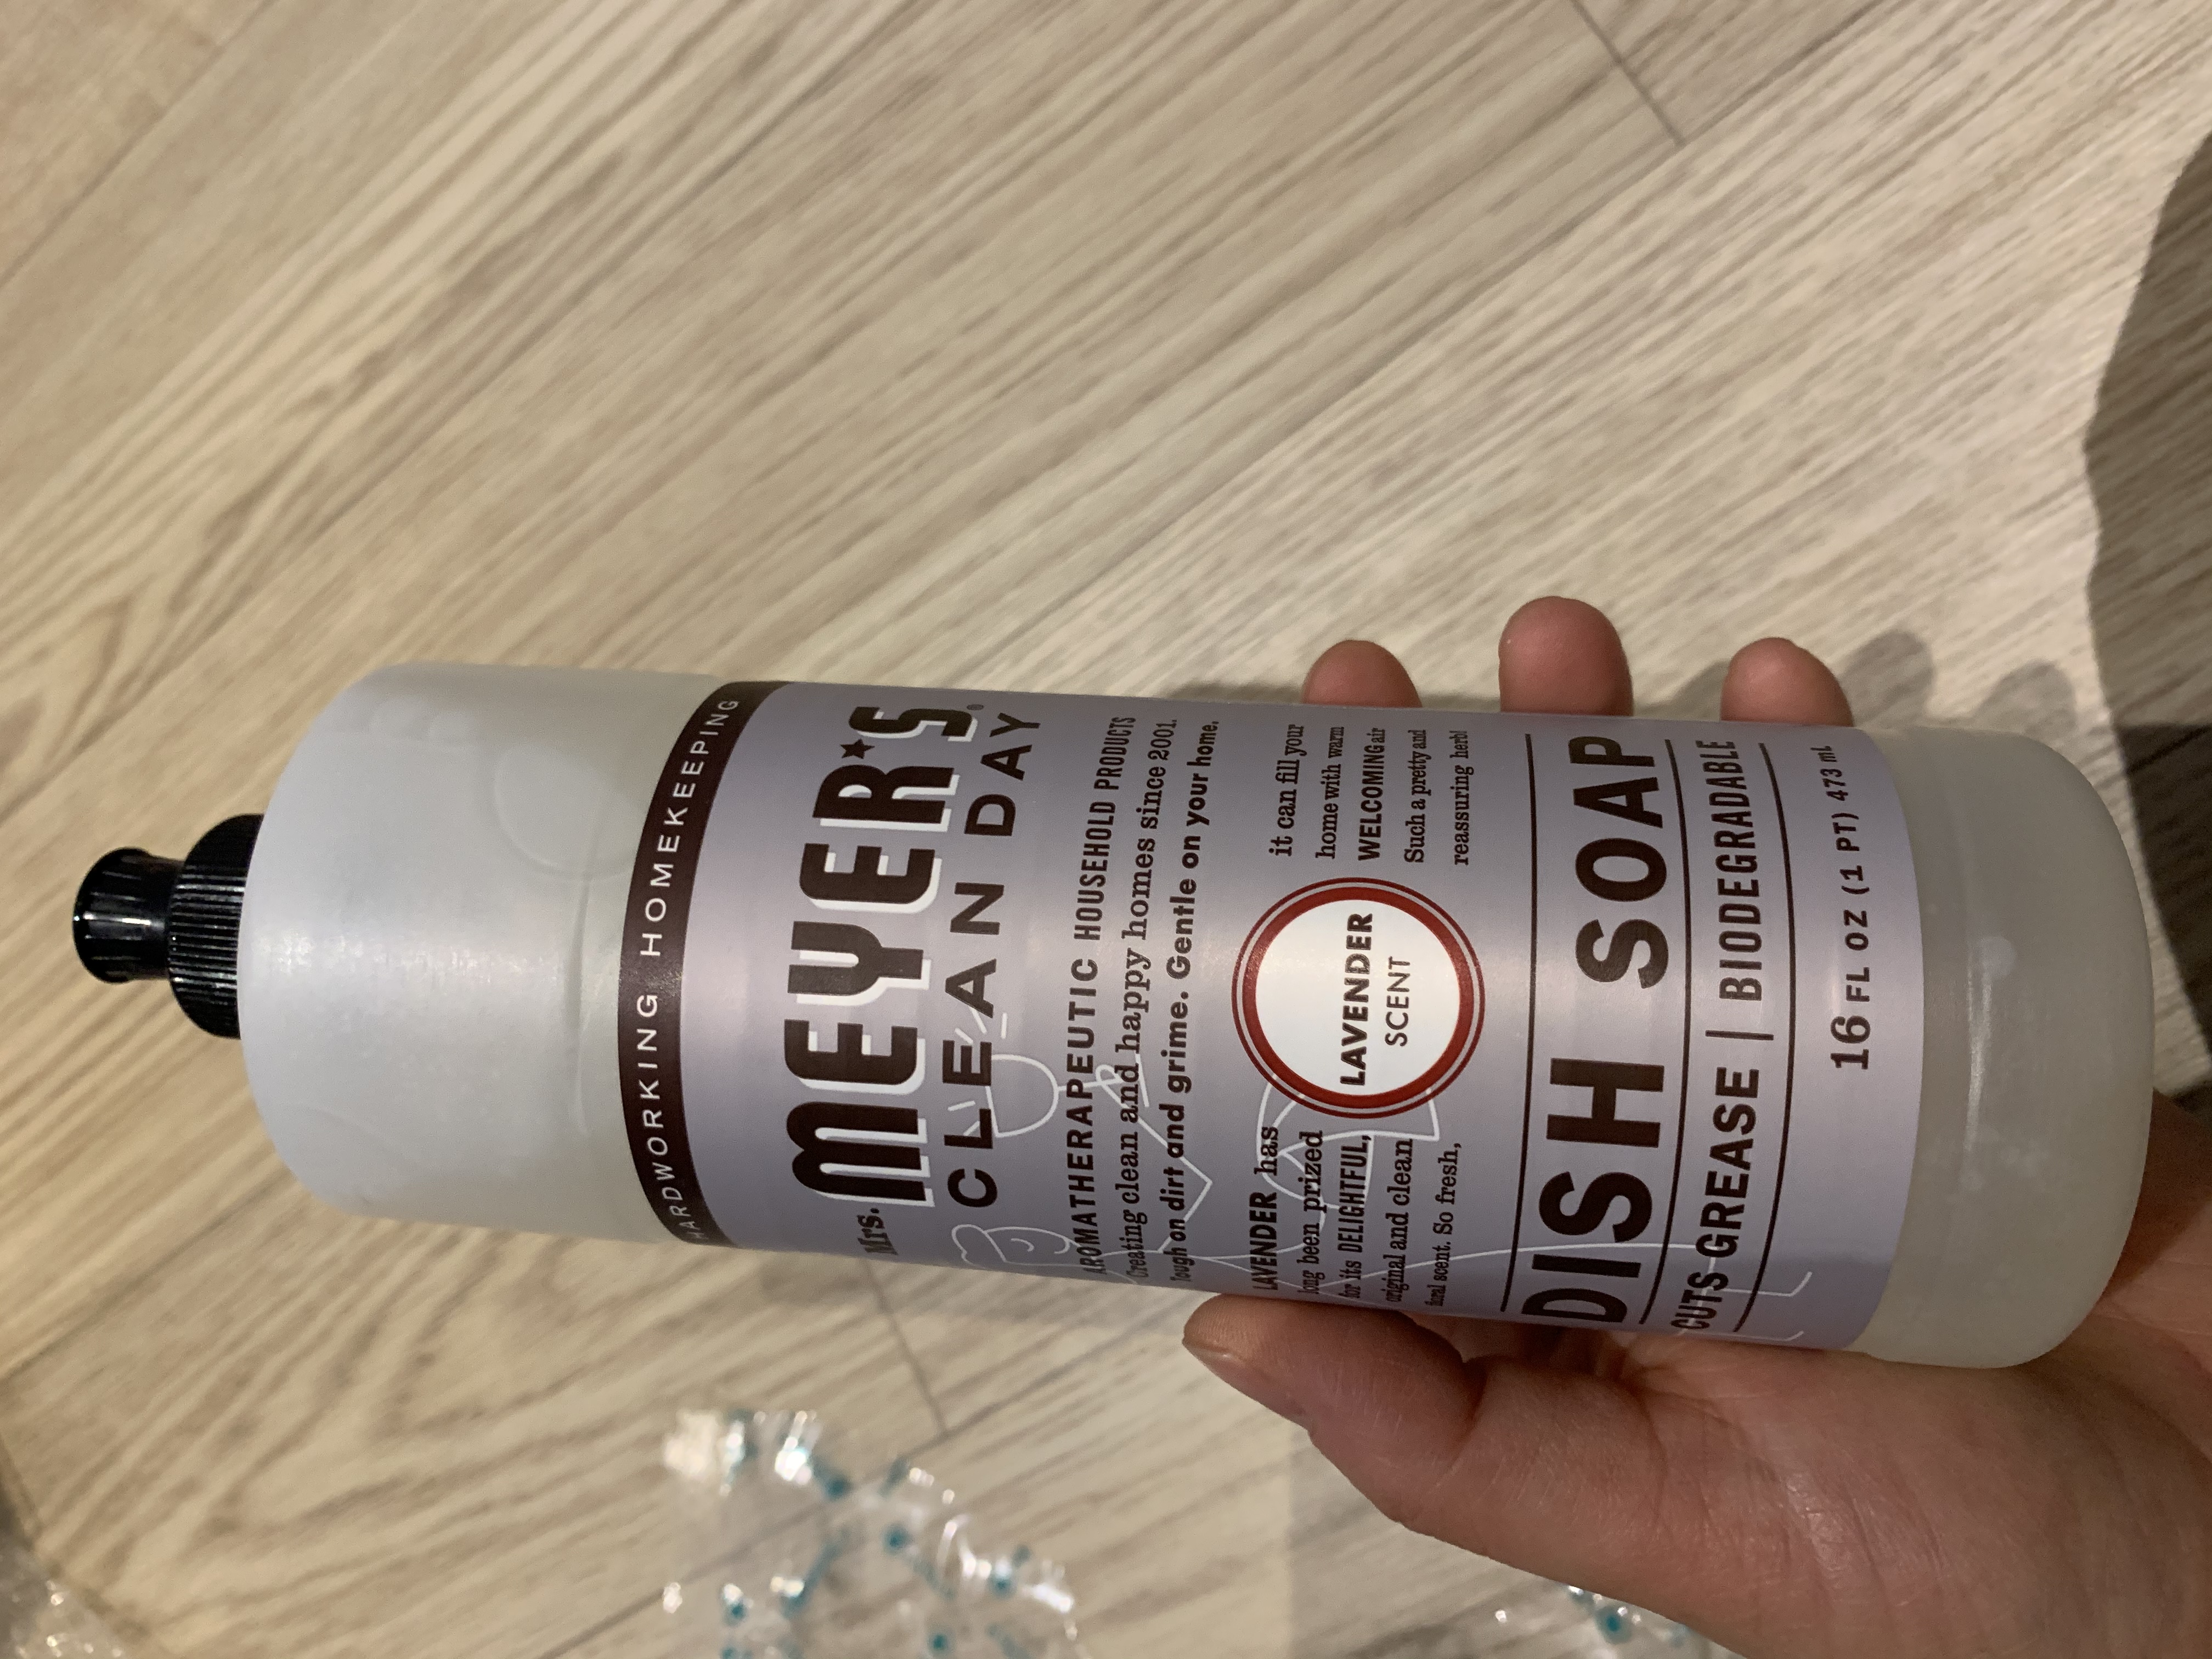 HARDWORKING HOMEKEEPING
Mrs.
MEYER'S®
CLEAN DAY
AROMATHERAPEUTIC HOUSEHOLD PRODUCTS
Creating clean and happy homes since 2001.
Tough on dirt and grime. Gentle on your home.
LAVENDER has
long been prized
for its DELIGHTFUL,
original and clean
floral scent. So fresh,
LAVENDER
SCENT
it can fill your
home with warm
WELCOMING air
Such a pretty and
reassuring herb!
DISH SOAP
CUTS GREASE | BIODEGRADABLE
16 FL OZ (1 PT) 473 mL